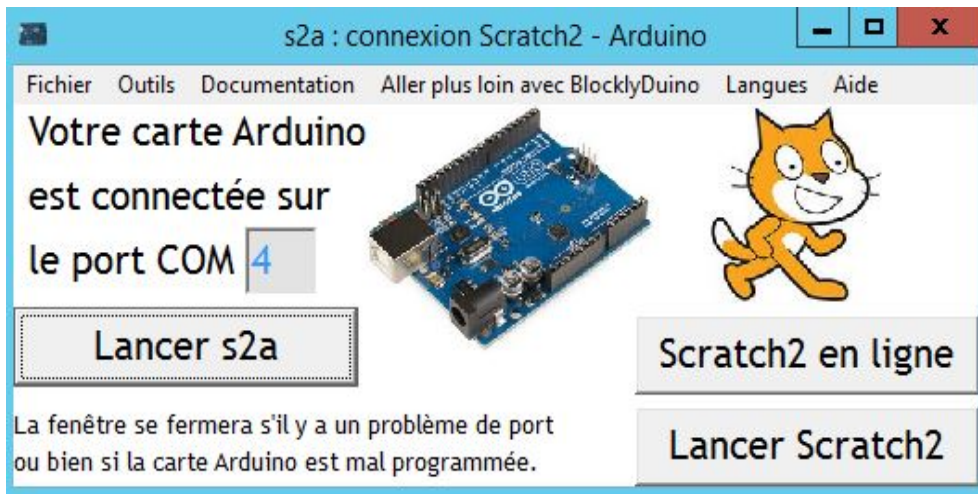 s2a : connexion Scratch2 - Arduino
Fichier Outils Documentation Aller plus loin avec BlocklyDuino Langues Aide
Votre carte Arduino
est connectée sur
le port COM 4
Lancer s2a
Scratch2 en ligne
La fenêtre se fermera s'il y a un problème de port
ou bien si la carte Arduino est mal programmée.
Lancer Scratch2